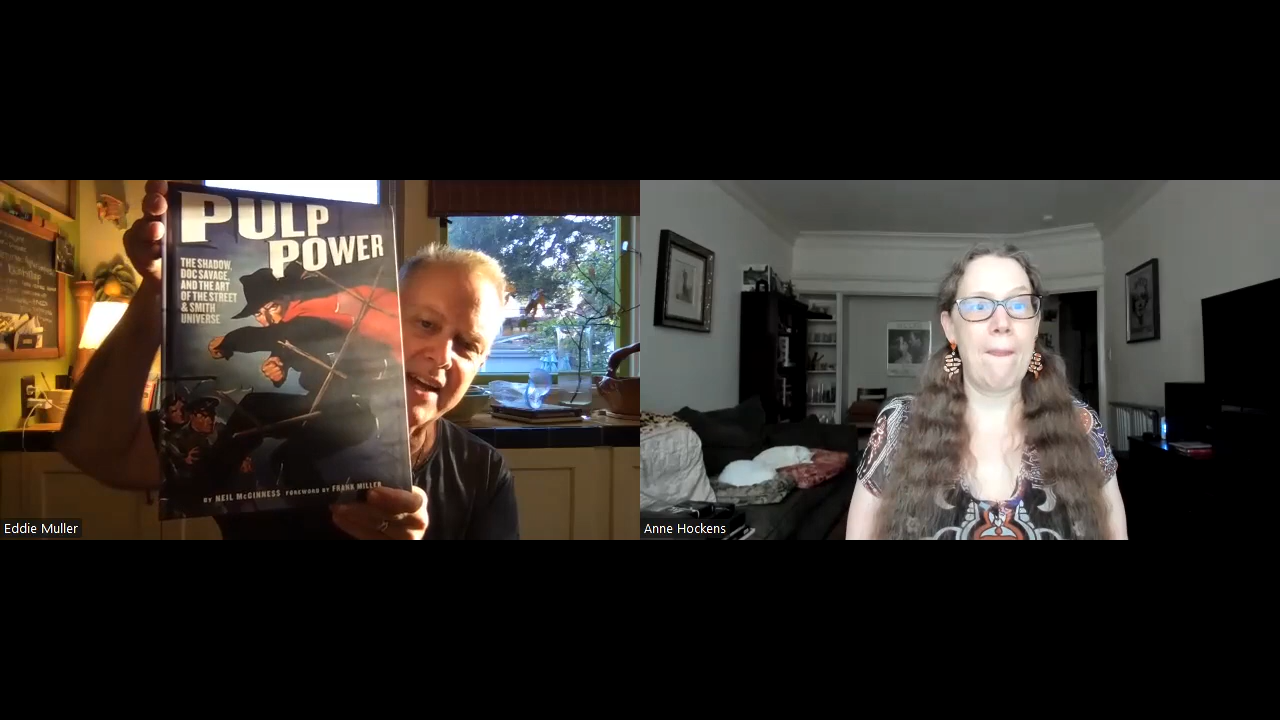 PULP
POWER
THE SHADOW,
DOC SAVAGE,
AND THE ART
OF THE STREET
& SMITH
UNIVERSE
BY NEIL McGINNESS FOREWORD BY FRANK MILLER
Eddie Muller
Anne Hockens